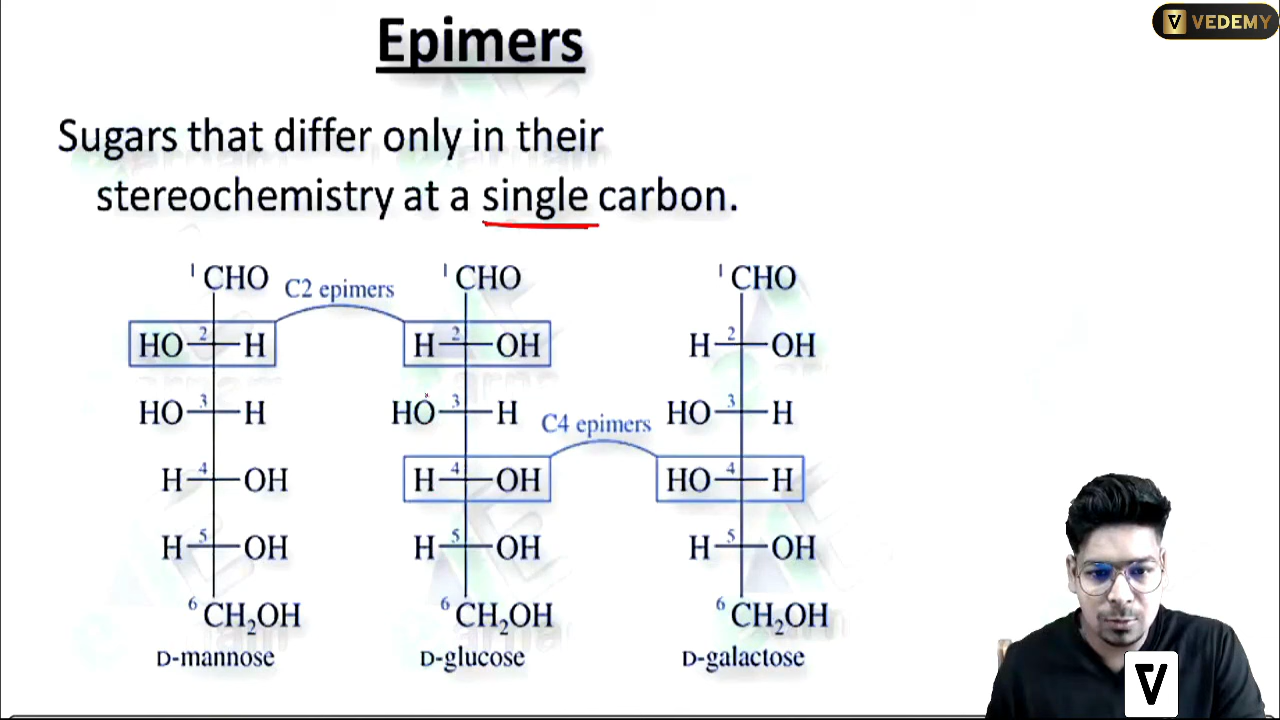 VEDEMY
Epimers
Sugars that differ only in their
stereochemistry at a single carbon.
1 CHO C2 epimers 1 CHO 1 CHO
HO 2 H H 2 OH H 2 OH
HO 3 H HO 3 H HO 3 H
C4 epimers
H 4 OH H 4 OH HO 4 H
H 5 OH H 5 OH H 5 OH
6 CH₂OH 6 CH₂OH 6 CH₂OH
D-mannose D-glucose D-galactose